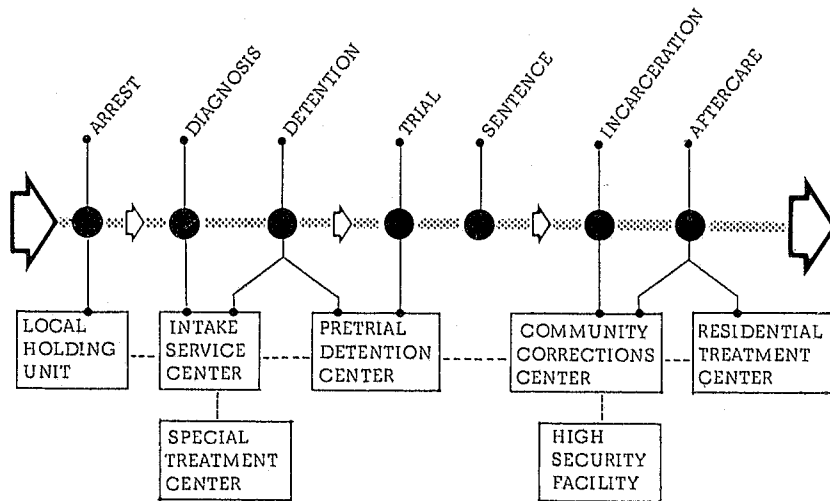 ARREST
DIAGNOSIS
DETENTION
TRIAL
SENTENCE
INCARCERATION
AFTERCARE
LOCAL
HOLDING
UNIT
INTAKE
SERVICE
CENTER
PRETRIAL
DETENTION
CENTER
COMMUNITY
CORRECTIONS
CENTER
RESIDENTIAL
TREATMENT
CENTER
SPECIAL
TREATMENT
CENTER
HIGH
SECURITY
FACILITY